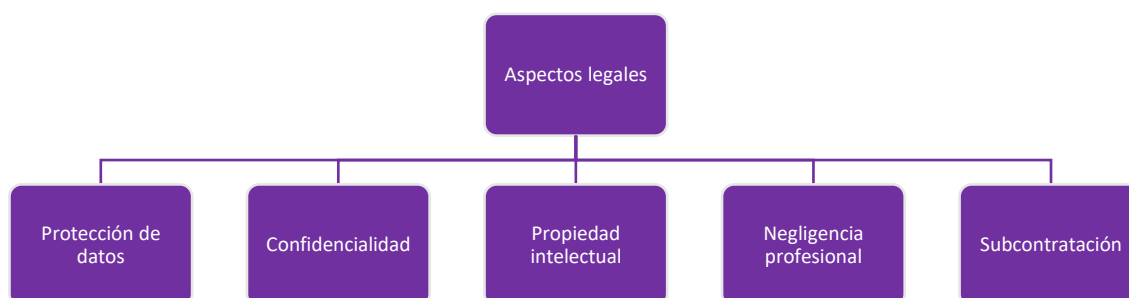 Aspectos legales
Protección de
datos
Confidencialidad
Propiedad
intelectual
Negligencia
profesional
Subcontratación